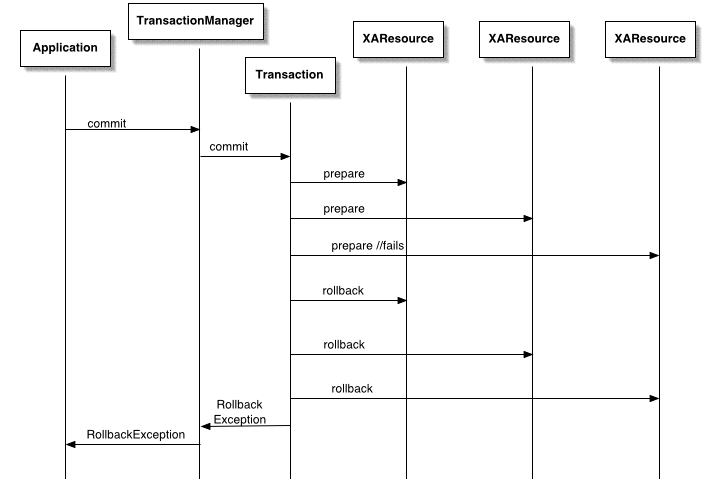 TransactionManager
Application
XAResource
XAResource
XAResource
Transaction
commit
commit
prepare
prepare
prepare //fails
rollback
rollback
rollback
Rollback
Exception
RollbackException